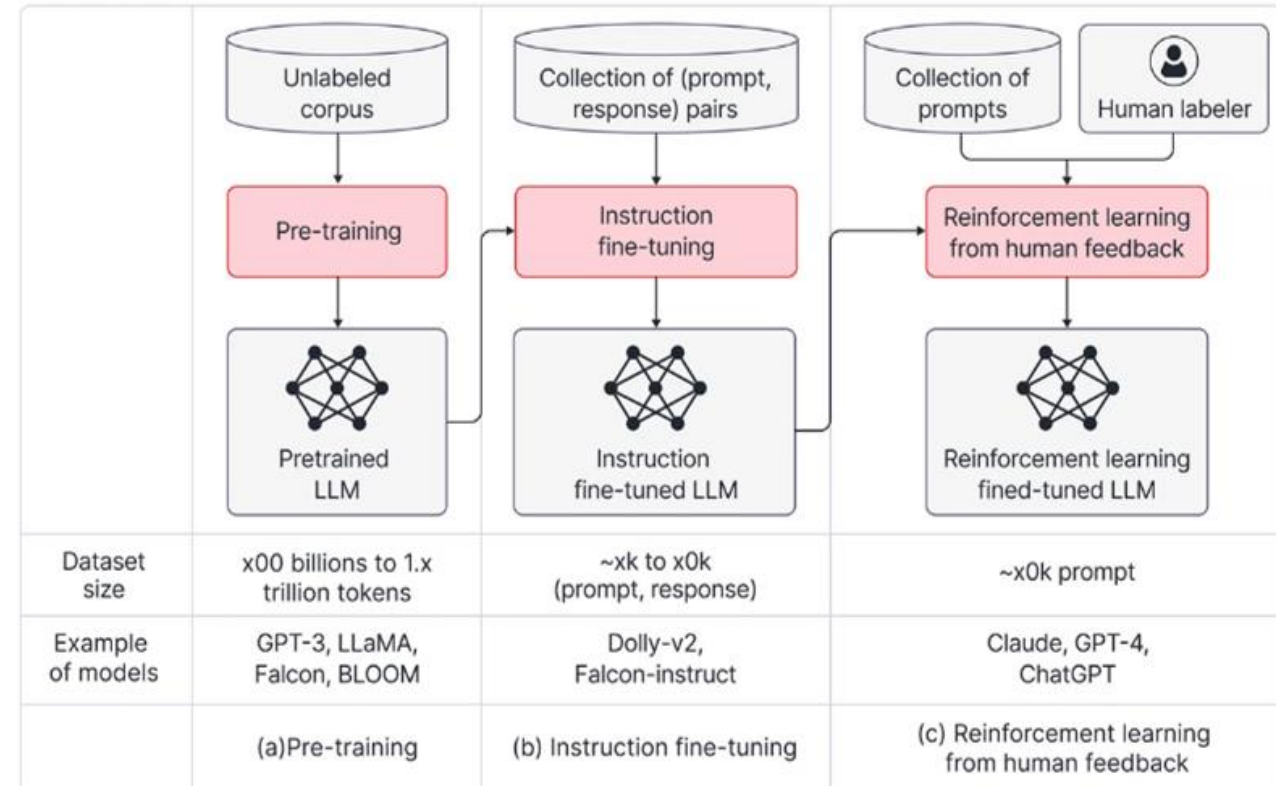 Unlabeled
corpus
Collection of (prompt,
response) pairs
Collection of
prompts
Human labeler
Pre-training
Instruction
fine-tuning
Reinforcement learning
from human feedback
Pretrained
LLM
Instruction
fine-tuned LLM
Reinforcement learning
fined-tuned LLM
Dataset
size
x00 billions to 1.x
trillion tokens
~xk to x0k
(prompt, response)
~x0k prompt
Example
of models
GPT-3, LLaMA,
Falcon, BLOOM
Dolly-v2,
Falcon-instruct
Claude, GPT-4,
ChatGPT
(a)Pre-training
(b) Instruction fine-tuning
(c) Reinforcement learning
from human feedback